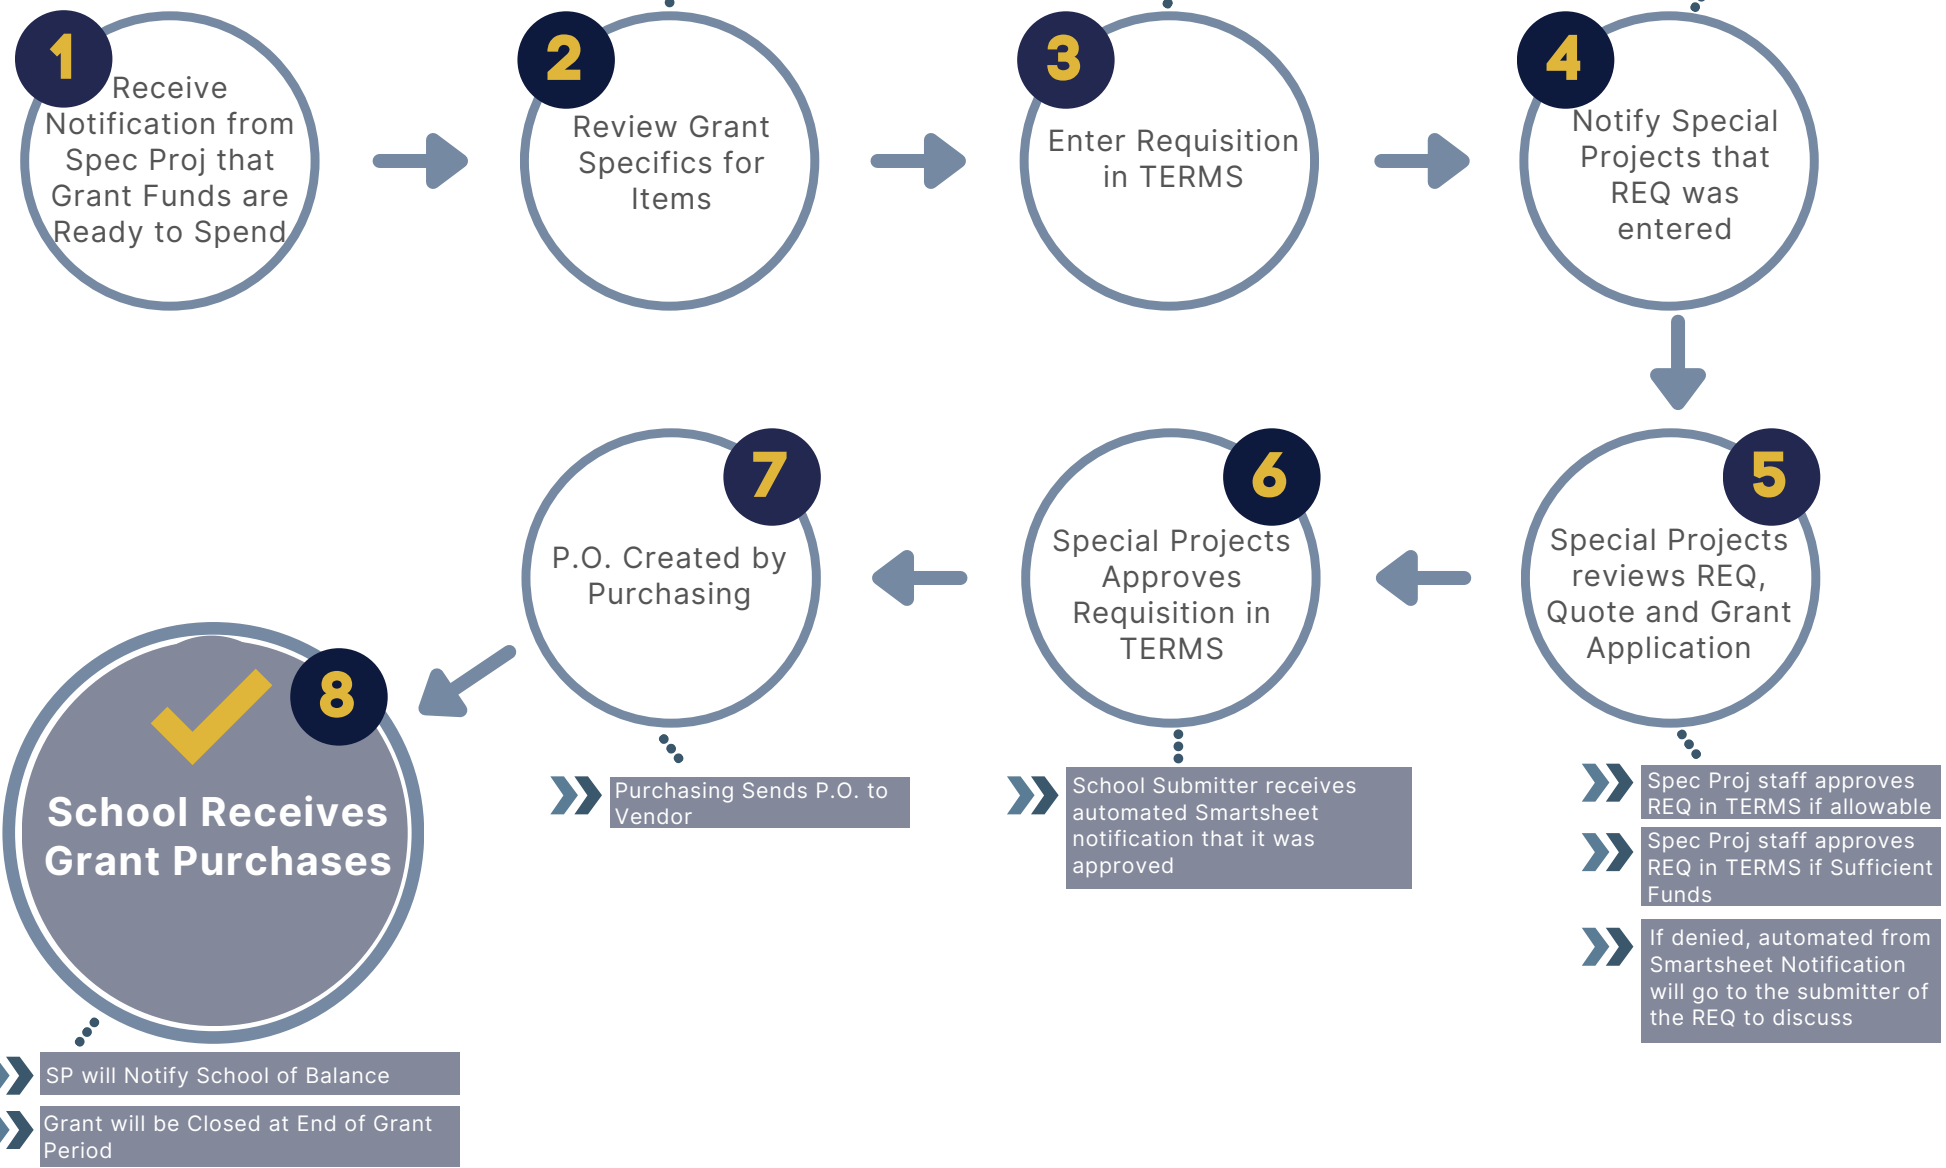 1
Receive
Notification from
Spec Proj that
Grant Funds are
Ready to Spend
2
Review Grant
Specifics for
Items
3
Enter Requisition
in TERMS
4
Notify Special
Projects that
REQ was
entered
5
Special Projects
reviews REQ,
Quote and Grant
Application
Spec Proj staff approves
REQ in TERMS if allowable
Spec Proj staff approves
REQ in TERMS if Sufficient
Funds
If denied, automated from
Smartsheet Notification
will go to the submitter of
the REQ to discuss
6
Special Projects
Approves
Requisition in
TERMS
School Submitter receives
automated Smartsheet
notification that it was
approved
7
P.O. Created by
Purchasing
Purchasing Sends P.O. to
Vendor
8
School Receives
Grant Purchases
SP will Notify School of Balance
Grant will be Closed at End of Grant
Period